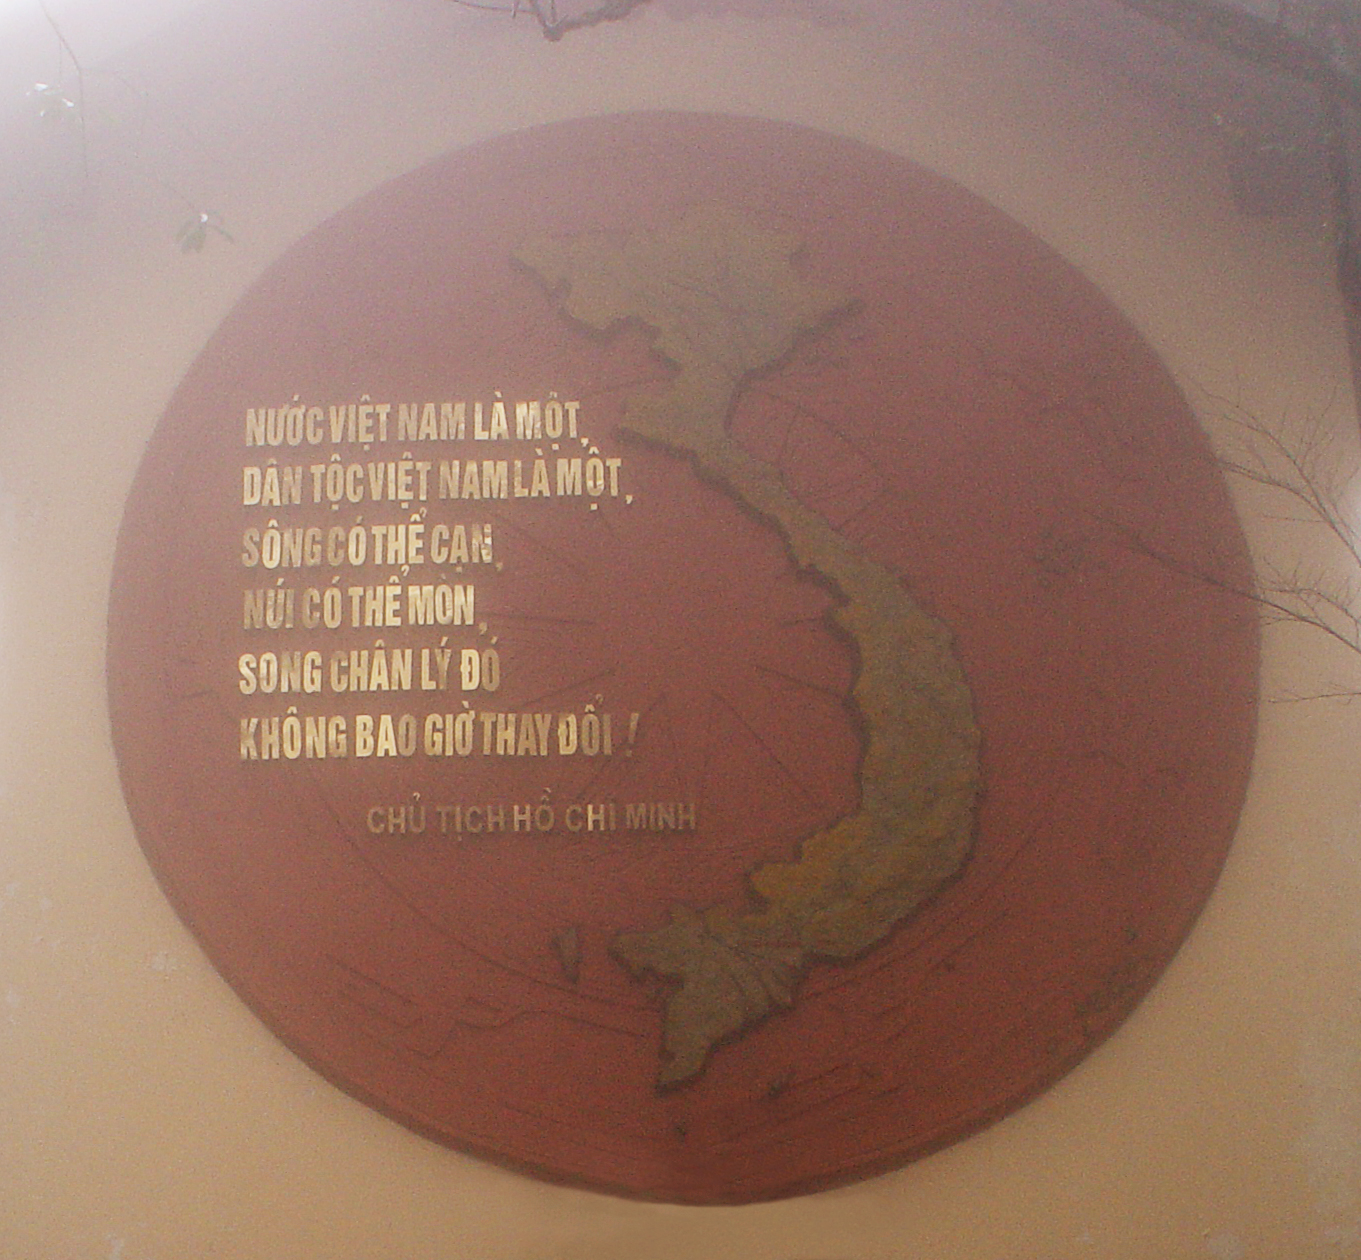 NƯỚC VIỆT NAM LÀ MỘT,
DÂN TỘC VIỆT NAM LÀ MỘT,
SÔNG CÓ THỂ CẠN,
NÚI CÓ THỂ MÒN,
SONG CHÂN LÝ ĐÓ
KHÔNG BAO GIỜ THAY ĐỔI !
CHỦ TỊCH HỒ CHÍ MINH